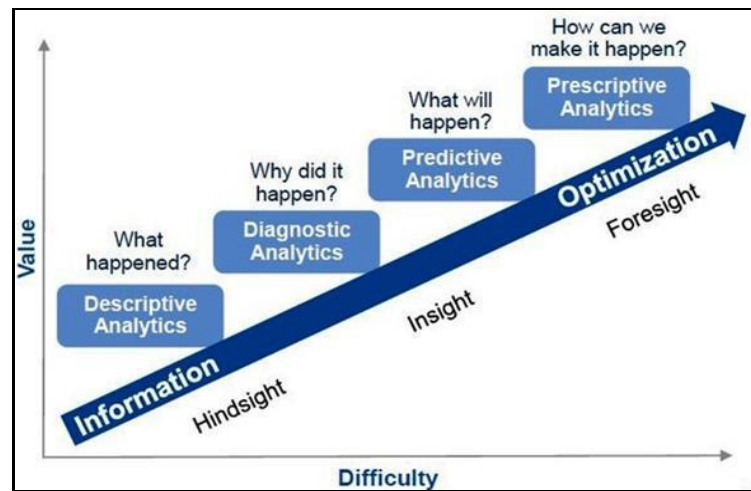 How can we
make it happen?
Prescriptive
Analytics
What will
happen?
Predictive
Analytics
Why did it
happen?
Diagnostic
Analytics
What
happened?
Descriptive
Analytics
Value
Information
Optimization
Hindsight
Insight
Foresight
Difficulty